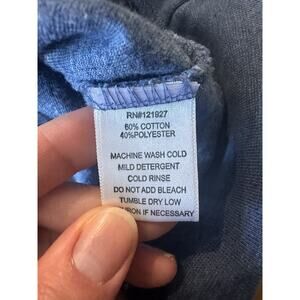 RN#121927
60% COTTON
40%POLYESTER
MACHINE WASH COLD
MILD DETERGENT
COLD RINSE
DO NOT ADD BLEACH
TUMBLE DRY LOW
IRON IF NECESSARY